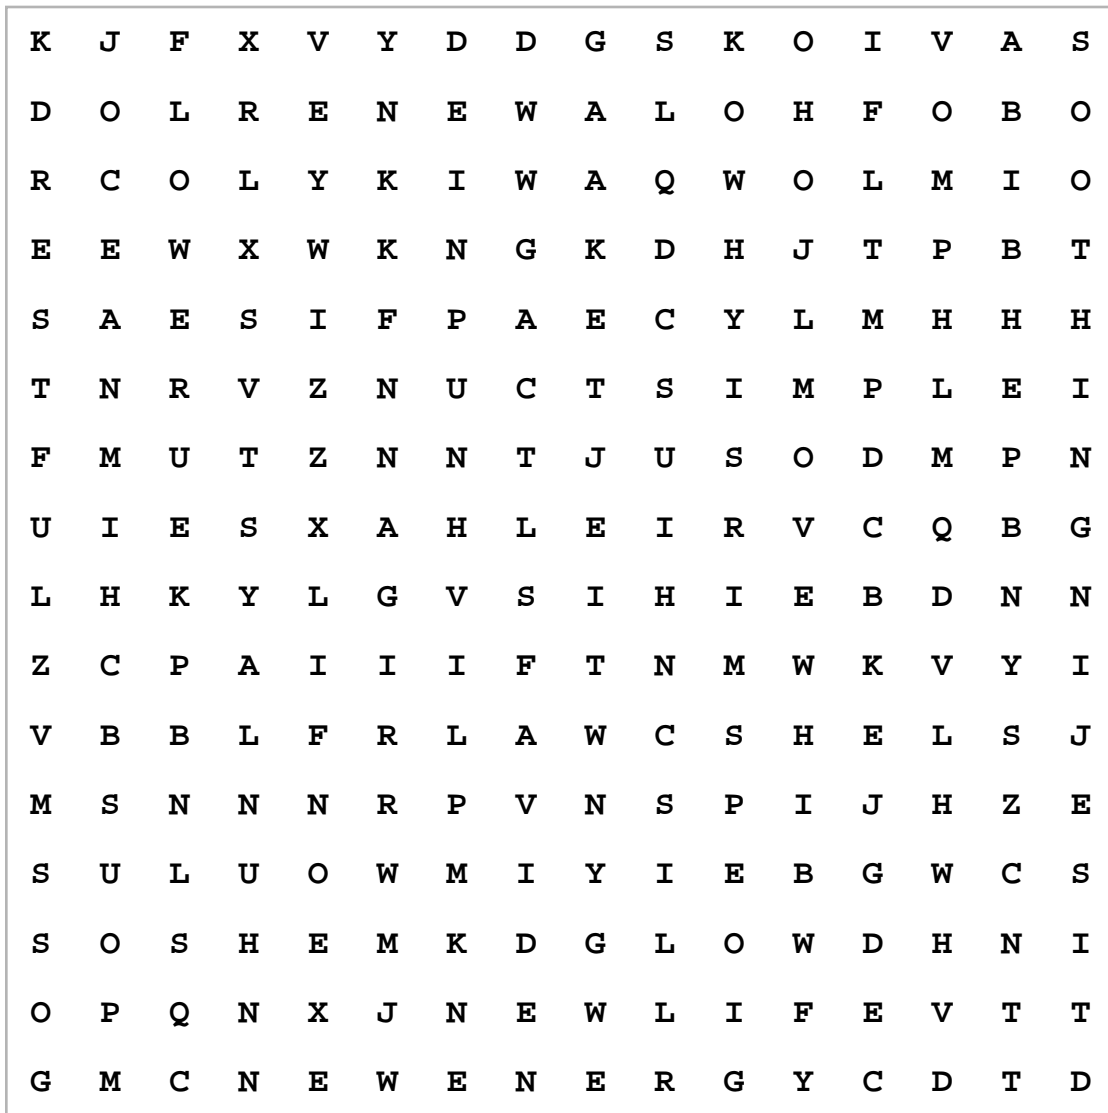 K J F X V Y D D G S K O I V A S
D O L R E N E W A L O H F O B O
R C O L Y K I W A Q W O L M I O
E E W X W K N G K D H J T P B T
S A E S I F P A E C Y L M H H H
T N R V Z N U C T S I M P L E I
F M U T Z N N T J U S O D M P N
U I E S X A H L E I R V C Q B G
L H K Y L G V S I H I E B D N N
Z C P A I I I F T N M W K V Y I
V B B L F R L A W C S H E L S J
M S N N N R P V N S P I J H Z E
S U L U O W M I Y I E B G W C S
S O S H E M K D G L O W D H N I
O P Q N X J N E W L I F E V T T
G M C N E W E N E R G Y C D T D